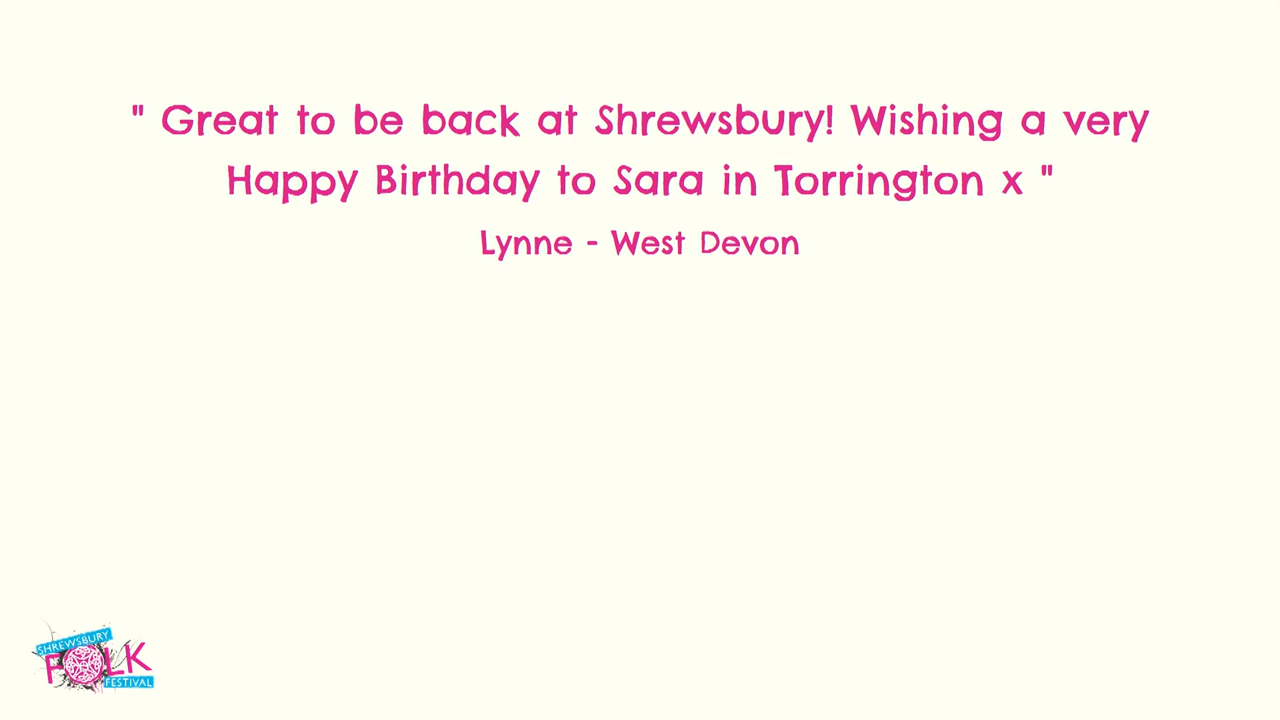 " Great to be back at Shrewsbury! Wishing a very
Happy Birthday to Sara in Torrington x "
Lynne - West Devon
SHREWSBURY
FOLK
FESTIVAL